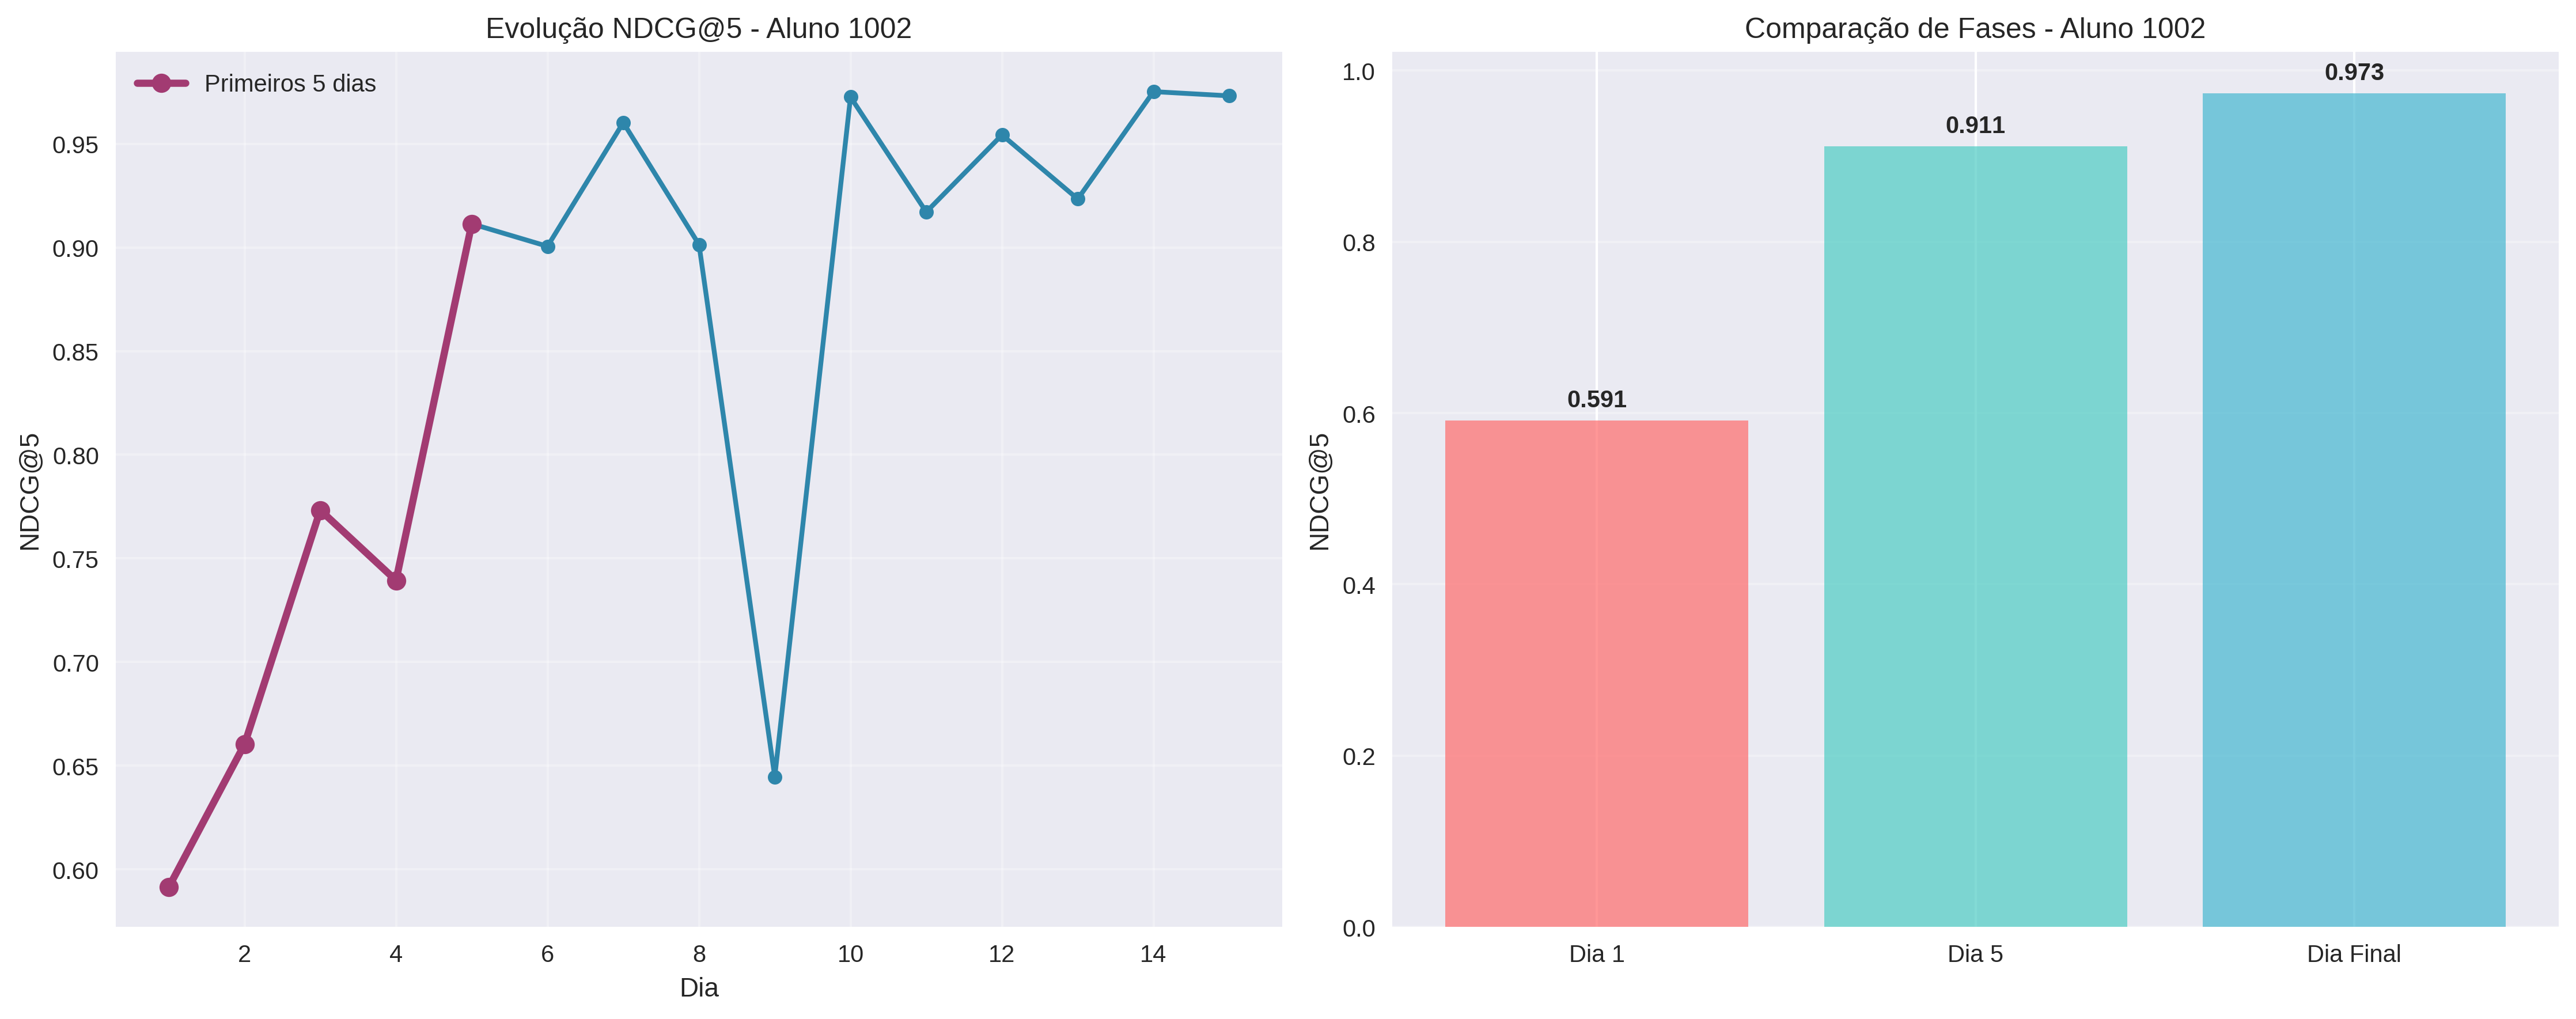 Evolução NDCG@5 - Aluno 1002
Primeiros 5 dias
NDCG@5
0.95
0.90
0.85
0.80
0.75
0.70
0.65
0.60
2 4 6 8 10 12 14
Dia
Comparação de Fases - Aluno 1002
NDCG@5
1.0
0.8
0.6
0.4
0.2
0.0
0.591
0.911
0.973
Dia 1 Dia 5 Dia Final